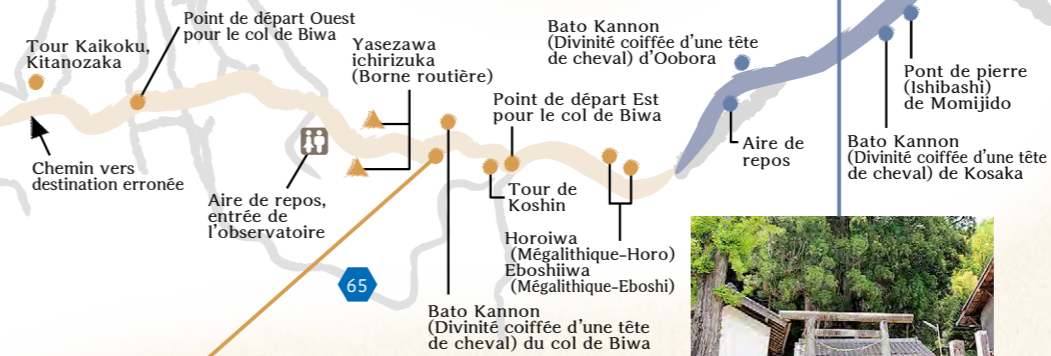 Tour Kaikoku,
Kitanozaka
Point de départ Ouest
pour le col de Biwa
Yasezawa
ichirizuka
(Borne routière)
Bato Kannon
(Divinité coiffée d'une tête
de cheval) d'Oobora
Point de départ Est
pour le col de Biwa
Pont de pierre
(Ishibashi)
de Momijido
Chemin vers
destination erronée
Aire de repos,
entrée de
l'observatoire
Aire de
repos
Bato Kannon
(Divinité coiffée d'une tête
de cheval) de Kosaka
Tour de
Koshin
Horoiwa
(Mégalithique-Horo)
Eboshiiwa
(Mégalithique-Eboshi)
65
Bato Kannon
(Divinité coiffée d'une tête
de cheval) du col de Biwa